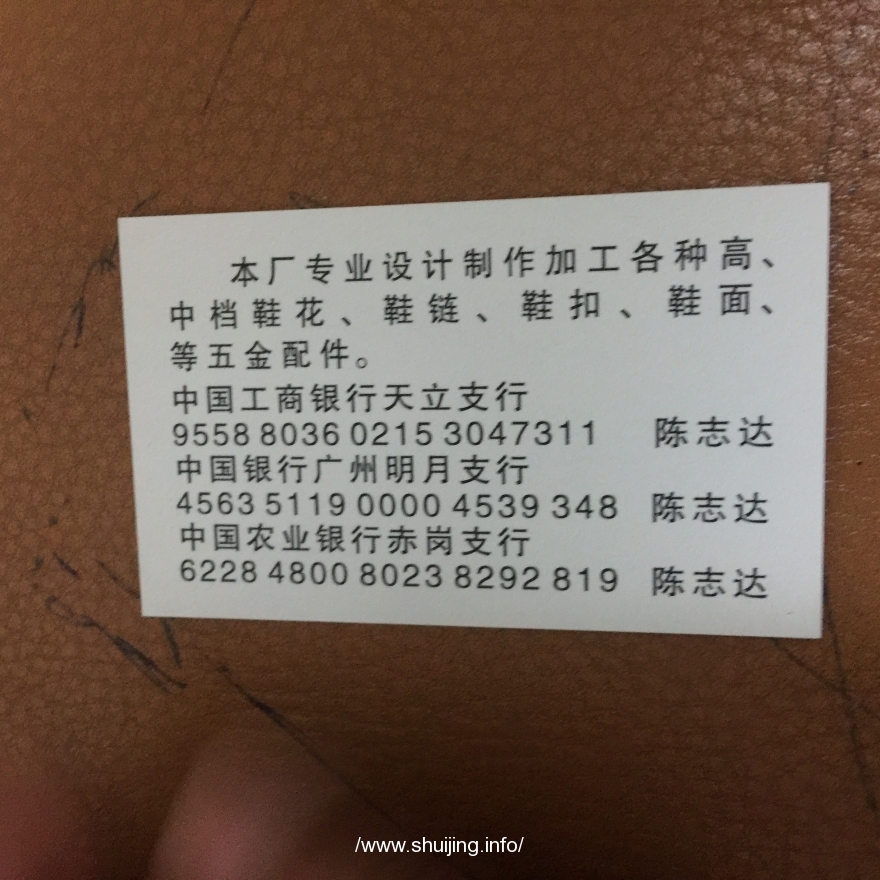 本厂专业设计制作加工各种高、
中档鞋花、鞋链、鞋扣、鞋面、
等五金配件。
中国工商银行天立支行
9558 8036 0215 3047311 陈志达
中国银行广州明月支行
4563 5119 0000 4539 348 陈志达
中国农业银行赤岗支行
6228 4800 8023 8292 819 陈志达
/www.shuijing.info/